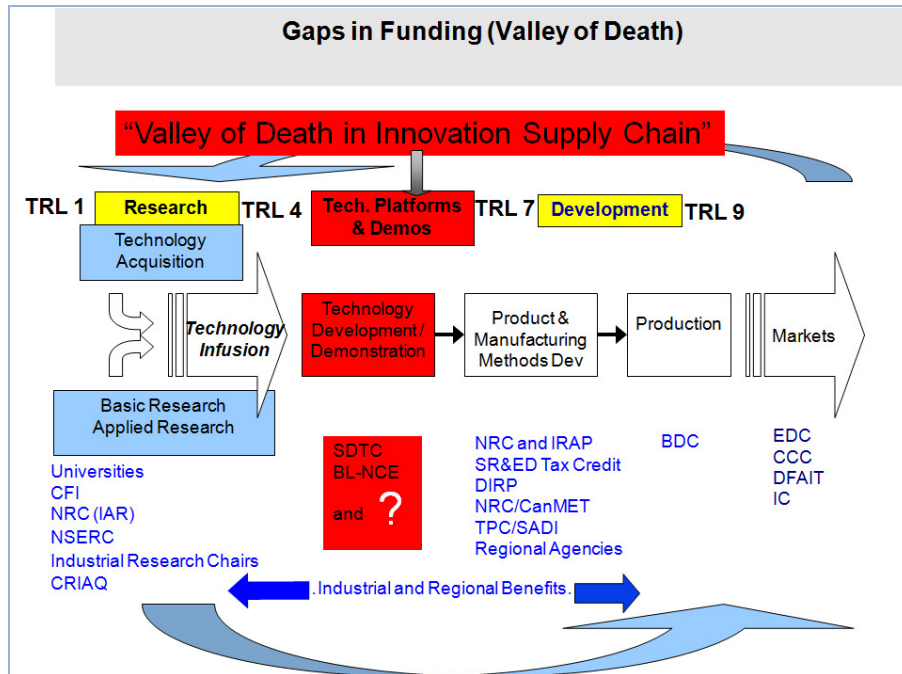 Gaps in Funding (Valley of Death)
“Valley of Death in Innovation Supply Chain”
TRL 1
Research
TRL 4
Tech. Platforms
& Demos
TRL 7
Development
TRL 9
Technology
Acquisition
Technology
Infusion
Technology
Development /
Demonstration
Product &
Manufacturing
Methods Dev
Production
Markets
Basic Research
Applied Research
Universities
CFI
NRC (IAR)
NSERC
Industrial Research Chairs
CRIAQ
SDTC
BL-NCE
and ?
NRC and IRAP
SR&ED Tax Credit
DIRP
NRC/CanMET
TPC/SADI
Regional Agencies
BDC
EDC
CCC
DFAIT
IC
.Industrial and Regional Benefits.